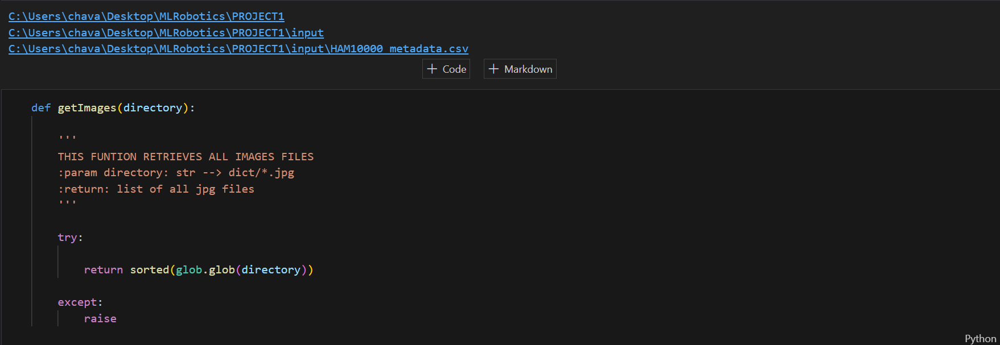 C:\Users\chava\Desktop\MLRobotics\PROJECT1
C:\Users\chava\Desktop\MLRobotics\PROJECT1\input
C:\Users\chava\Desktop\MLRobotics\PROJECT1\input\HAM10000_metadata.csv
+ Code + Markdown
def getImages(directory):
'''
THIS FUNTION RETRIEVES ALL IMAGES FILES
:param directory: str --> dict/*.jpg
:return: list of all jpg files
'''
try:
return sorted(glob.glob(directory))
except:
raise
Python